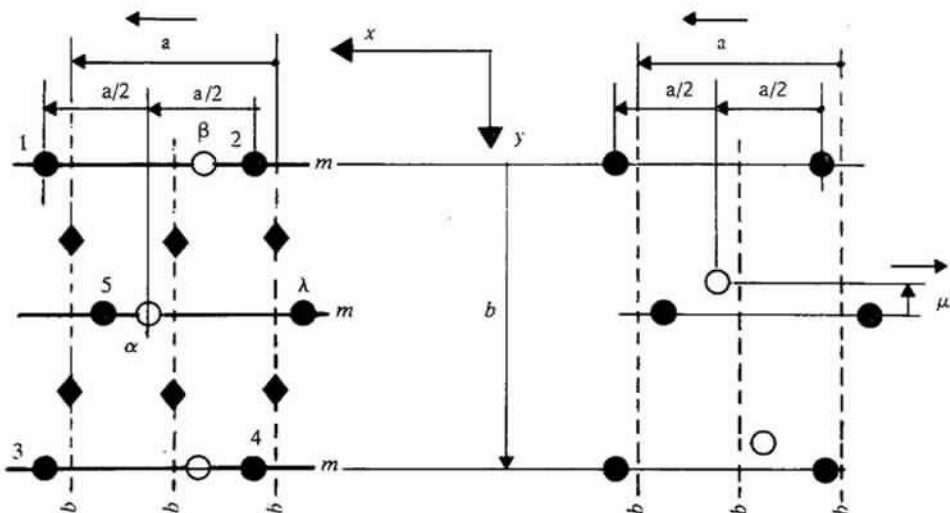 a x a
a/2 a/2 a/2 a/2
1 β 2 m y
5 λ m b μ
α
3 4 m
b b b b b b